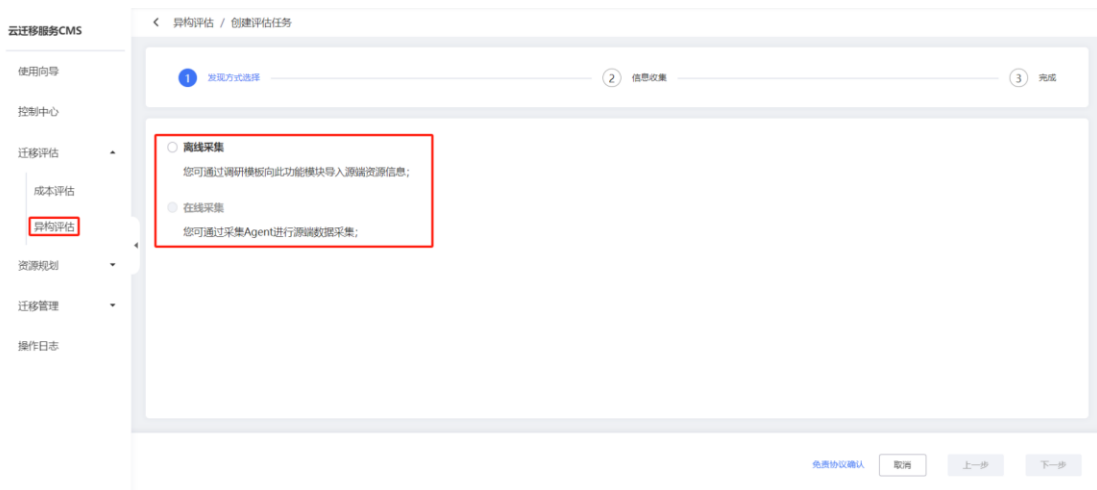 云迁移服务CMS
使用向导
控制中心
迁移评估
成本评估
异构评估
资源规划
迁移管理
操作日志
异构评估 / 创建评估任务
1 发现方式选择
2 信息收集
3 完成
离线采集
您可通过调研模板向此功能模块导入源端资源信息；
在线采集
您可通过采集Agent进行源端数据采集；
免责协议确认 取消 上一步 下一步